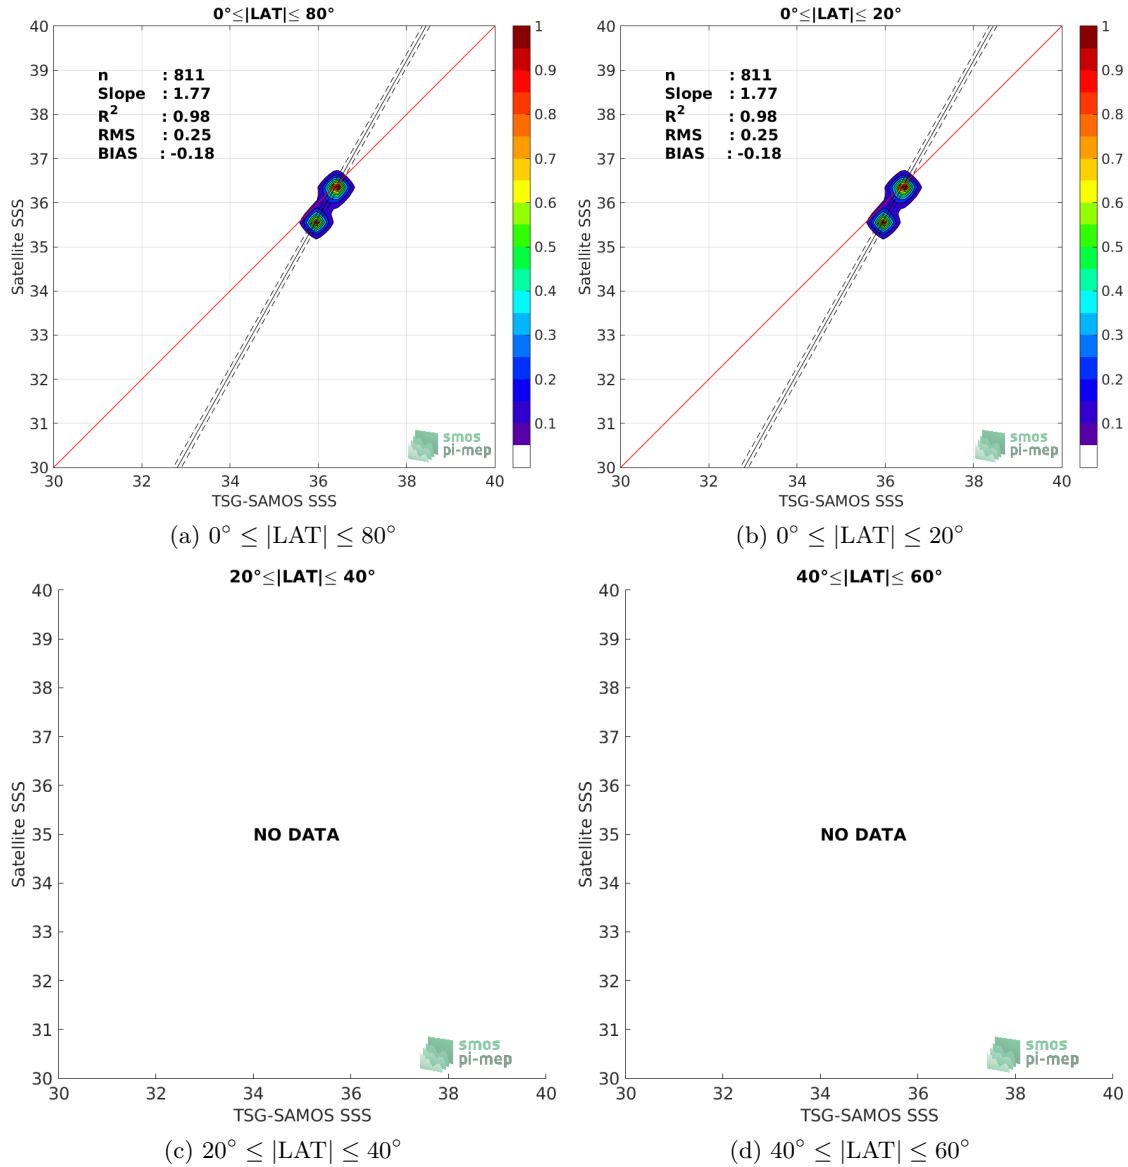 0°≤|LAT|≤ 80°
40
39
38
37
36
35
34
33
32
31
30
Satellite SSS
n : 811
Slope : 1.77
R² : 0.98
RMS : 0.25
BIAS : -0.18
smos
pi-mep
30 32 34 36 38 40
TSG-SAMOS SSS
1
0.9
0.8
0.7
0.6
0.5
0.4
0.3
0.2
0.1
(a) 0° ≤ |LAT| ≤ 80°
0°≤|LAT|≤ 20°
40
39
38
37
36
35
34
33
32
31
30
Satellite SSS
n : 811
Slope : 1.77
R² : 0.98
RMS : 0.25
BIAS : -0.18
smos
pi-mep
30 32 34 36 38 40
TSG-SAMOS SSS
1
0.9
0.8
0.7
0.6
0.5
0.4
0.3
0.2
0.1
(b) 0° ≤ |LAT| ≤ 20°
20°≤|LAT|≤ 40°
40
39
38
37
36
35
34
33
32
31
30
Satellite SSS
NO DATA
smos
pi-mep
30 32 34 36 38 40
TSG-SAMOS SSS
(c) 20° ≤ |LAT| ≤ 40°
40°≤|LAT|≤ 60°
40
39
38
37
36
35
34
33
32
31
30
Satellite SSS
NO DATA
smos
pi-mep
30 32 34 36 38 40
TSG-SAMOS SSS
(d) 40° ≤ |LAT| ≤ 60°